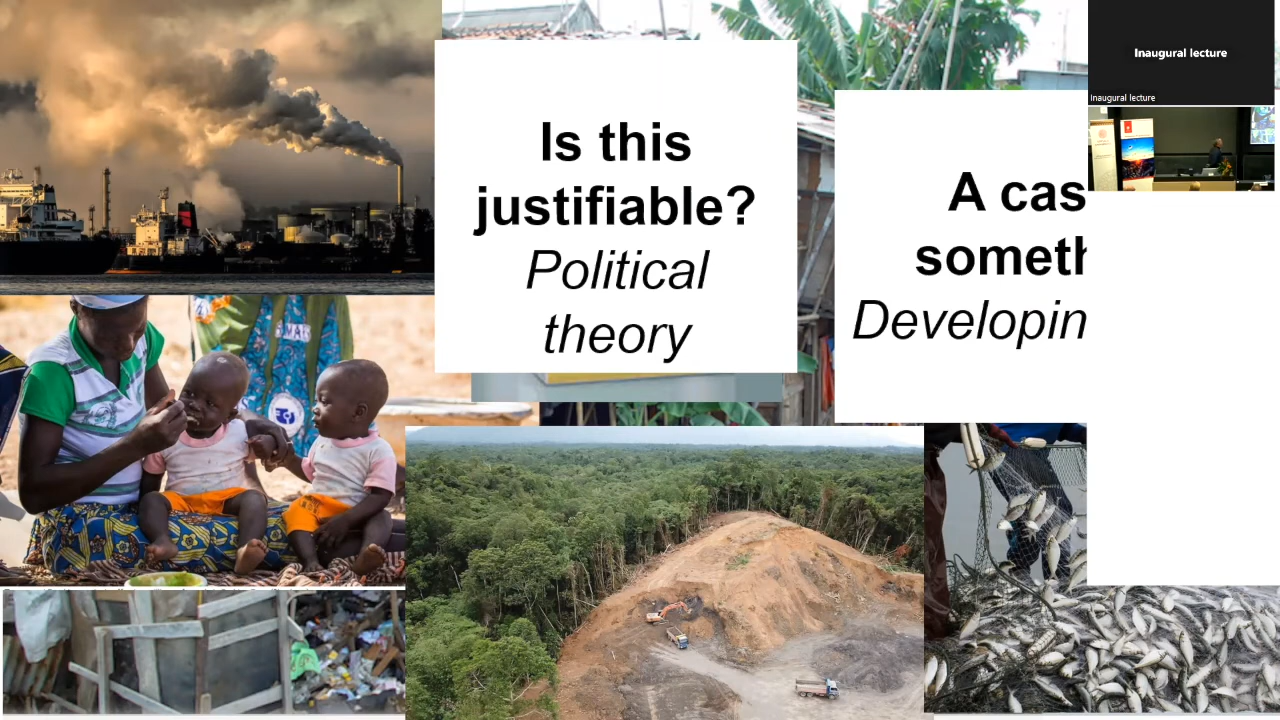 Is this
justifiable?
Political
theory
A cas
someth
Developin
Inaugural lecture
Inaugural lecture